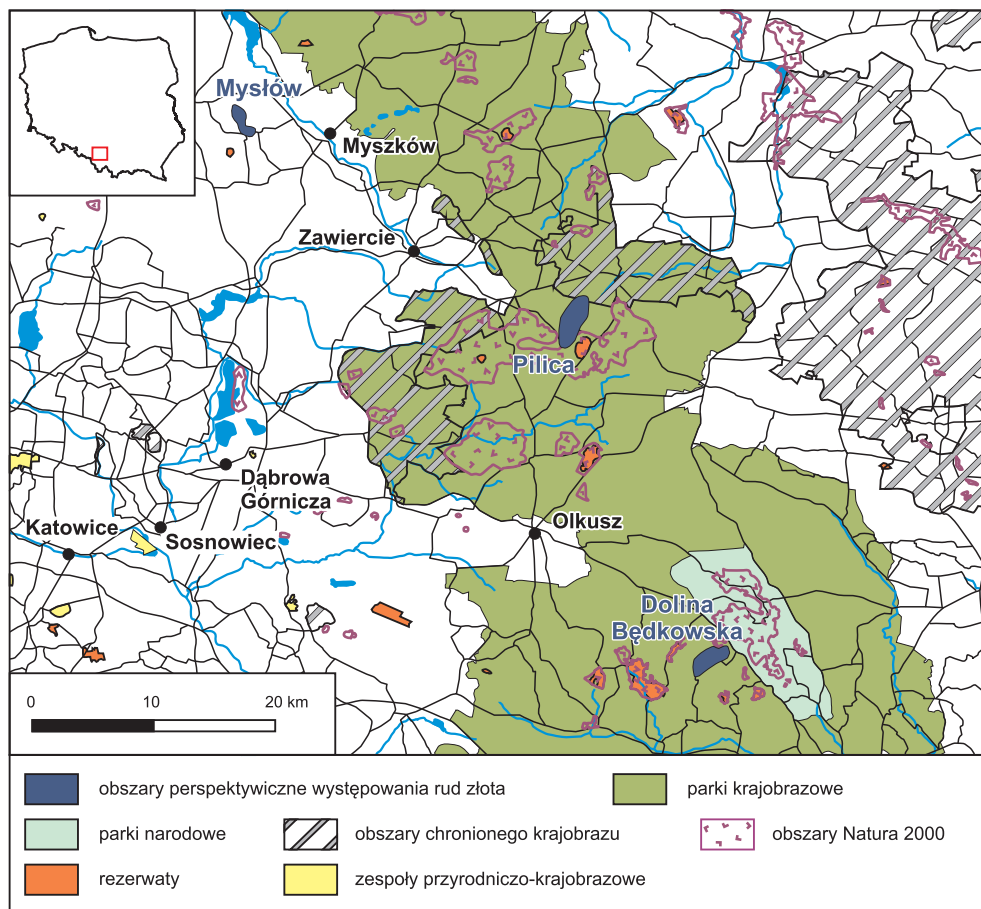 Mysłów
Myszków
Zawiercie
Pilica
Dąbrowa
Górnicza
Katowice
Sosnowiec
Olkusz
Dolina
Będkowska
0 10 20 km
obszary perspektywiczne występowania rud złota
parki krajobrazowe
parki narodowe
obszary chronionego krajobrazu
obszary Natura 2000
rezerwaty
zespoły przyrodniczo-krajobrazowe